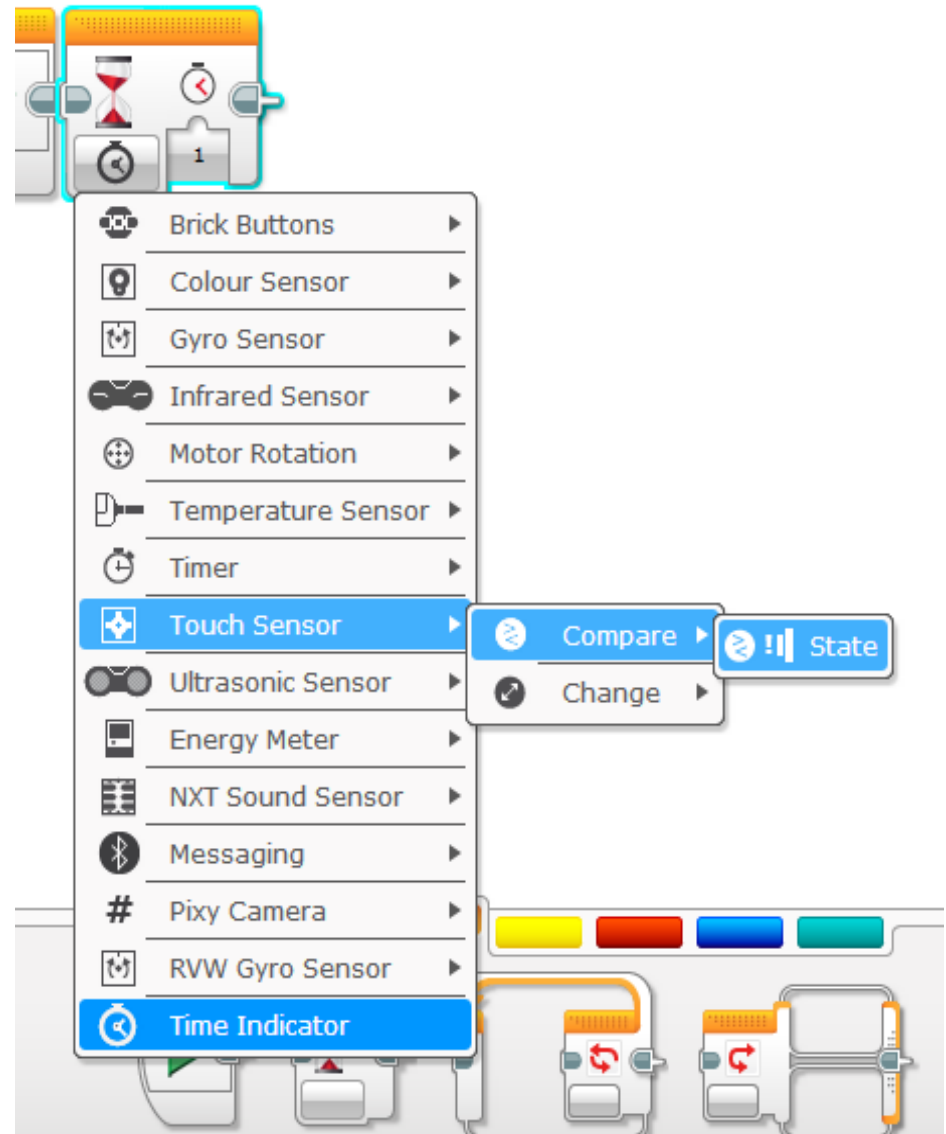 1
Brick Buttons
Colour Sensor
Gyro Sensor
Infrared Sensor
Motor Rotation
Temperature Sensor
Timer
Touch Sensor
Compare
State
Ultrasonic Sensor
Change
Energy Meter
NXT Sound Sensor
Messaging
# Pixy Camera
RVW Gyro Sensor
Time Indicator